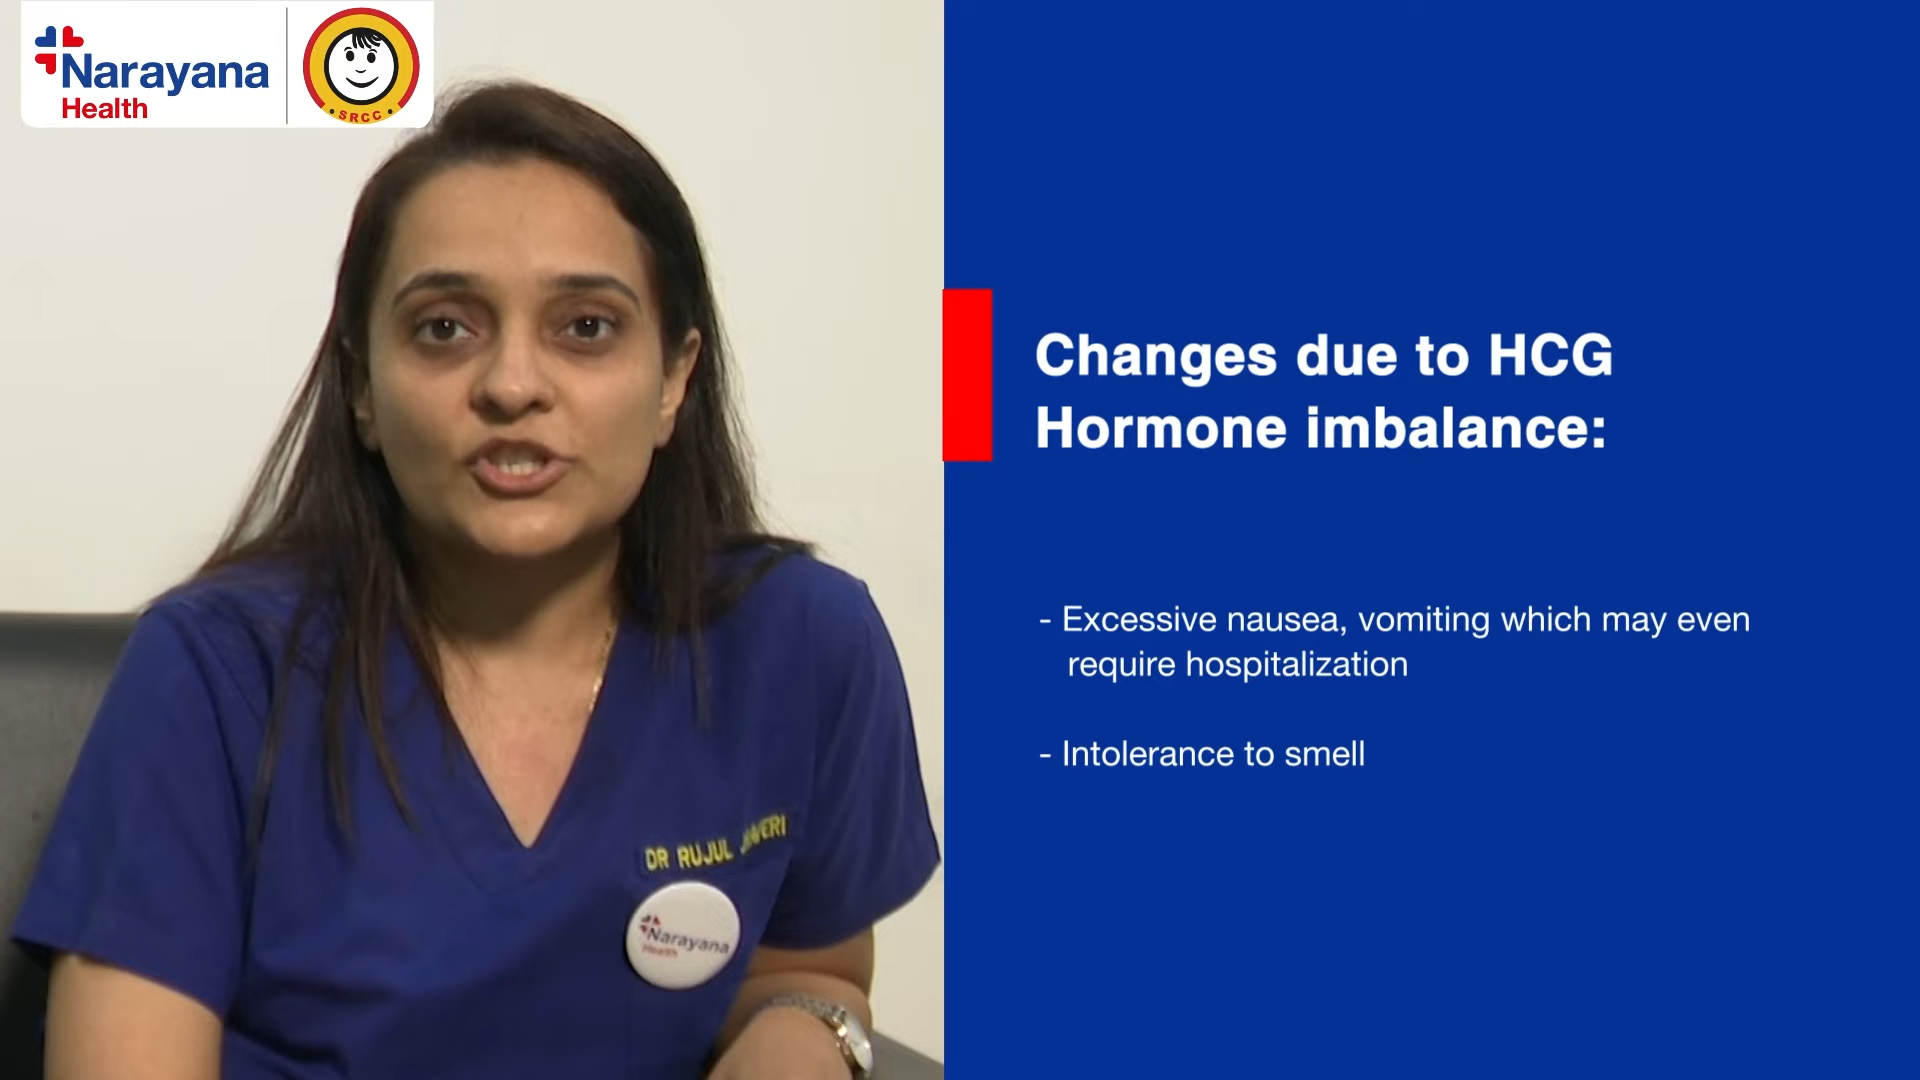 Narayana
Health
SRCC
Changes due to HCG
Hormone imbalance:
- Excessive nausea, vomiting which may even
require hospitalization
- Intolerance to smell
DR RUJUL
Narayana
Health